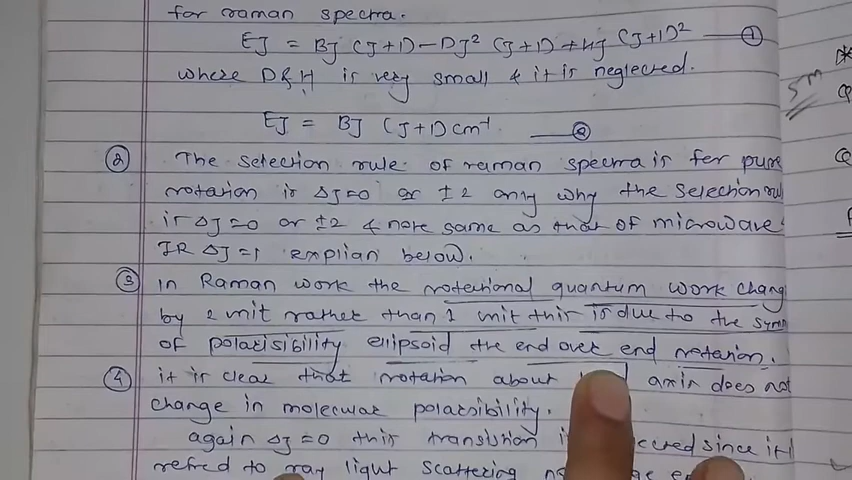 for raman spectra.
EJ = BJ (J+1) - DJ² (J+1) + HJ (J+1)² ①
where D & H is very small & it is neglected.
EJ = BJ (J+1) cm⁻¹. ②
② The selection rule of raman spectra is for pure
rotation is ΔJ=0 or ±2 only why the selection
is ΔJ=0 or ±2 & not same as that of microwave
IR ΔJ=1 explian below.
③ In Raman work the rotational quantum work chang
by 2 unit rather than 1 unit this is due to the
of polarisibility ellipsoid the end over end rotation.
④ it is clear that rotation about axis does not
change in molecular polarsibility.
again ΔJ=0 this transition since it
refred to ray light scattering
5m
Q
Q